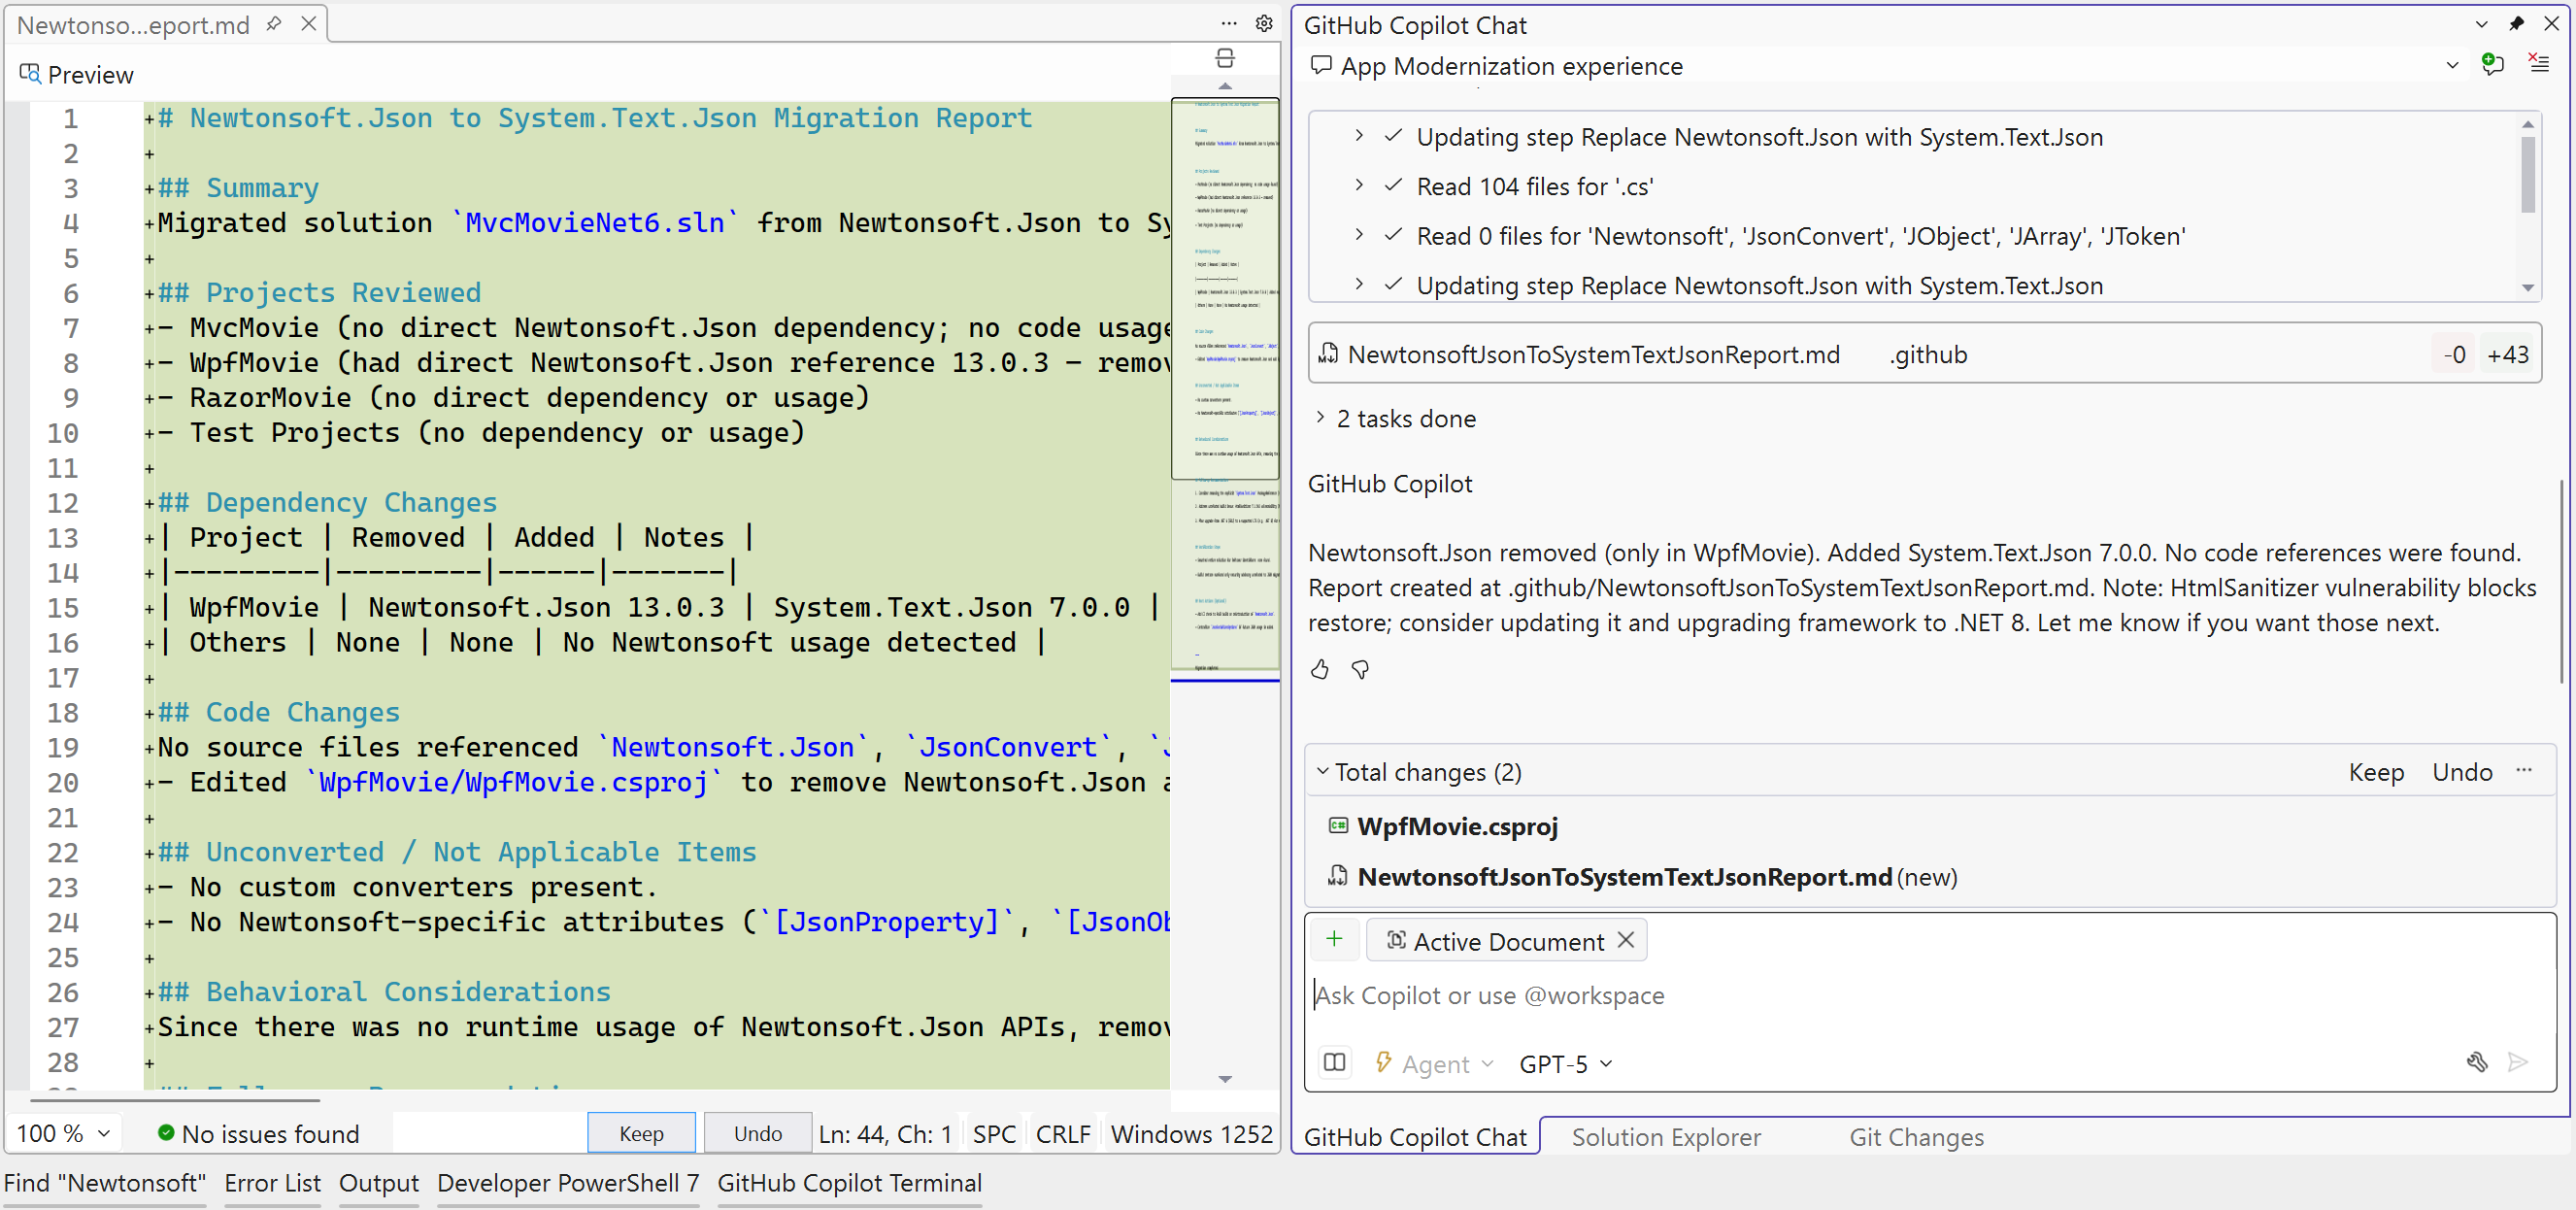 Newtonso...eport.md
Preview
1 +# Newtonsoft.Json to System.Text.Json Migration Report
2 +
3 +## Summary
4 +Migrated solution `MvcMovieNet6.sln` from Newtonsoft.Json to Sy
5 +
6 +## Projects Reviewed
7 +- MvcMovie (no direct Newtonsoft.Json dependency; no code usage
8 +- WpfMovie (had direct Newtonsoft.Json reference 13.0.3 - remov
9 +- RazorMovie (no direct dependency or usage)
10 +- Test Projects (no dependency or usage)
11 +
12 +## Dependency Changes
13 +| Project | Removed | Added | Notes |
14 +|---------|---------|-------|-------|
15 +| WpfMovie | Newtonsoft.Json 13.0.3 | System.Text.Json 7.0.0 |
16 +| Others | None | None | No Newtonsoft usage detected |
17 +
18 +## Code Changes
19 +No source files referenced `Newtonsoft.Json`, `JsonConvert`, `J
20 +- Edited `WpfMovie/WpfMovie.csproj` to remove Newtonsoft.Json a
21 +
22 +## Unconverted / Not Applicable Items
23 +- No custom converters present.
24 +- No Newtonsoft-specific attributes (`[JsonProperty]`, `[JsonOb
25 +
26 +## Behavioral Considerations
27 +Since there was no runtime usage of Newtonsoft.Json APIs, remov
28 +
100 %
No issues found
Keep
Undo
Ln: 44, Ch: 1
SPC
CRLF
Windows 1252
GitHub Copilot Chat
App Modernization experience
Updating step Replace Newtonsoft.Json with System.Text.Json
Read 104 files for '.cs'
Read 0 files for 'Newtonsoft', 'JsonConvert', 'JObject', 'JArray', 'JToken'
Updating step Replace Newtonsoft.Json with System.Text.Json
NewtonsoftJsonToSystemTextJsonReport.md .github -0 +43
2 tasks done
GitHub Copilot
Newtonsoft.Json removed (only in WpfMovie). Added System.Text.Json 7.0.0. No code references were found.
Report created at .github/NewtonsoftJsonToSystemTextJsonReport.md. Note: HtmlSanitizer vulnerability blocks
restore; consider updating it and upgrading framework to .NET 8. Let me know if you want those next.
Total changes (2) Keep Undo
WpfMovie.csproj
NewtonsoftJsonToSystemTextJsonReport.md (new)
Active Document
Ask Copilot or use @workspace
Agent GPT-5
GitHub Copilot Chat Solution Explorer Git Changes
Find "Newtonsoft" Error List Output Developer PowerShell 7 GitHub Copilot Terminal